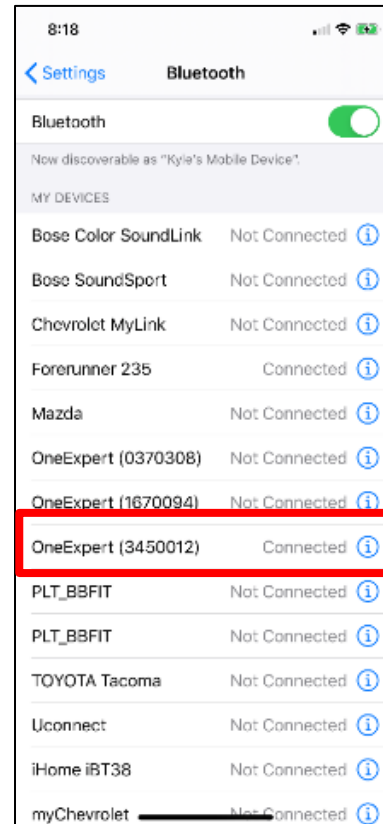 8:18
Settings Bluetooth
Bluetooth
Now discoverable as "Kyle's Mobile Device".
MY DEVICES
Bose Color SoundLink Not Connected
Bose SoundSport Not Connected
Chevrolet MyLink Not Connected
Forerunner 235 Connected
Mazda Not Connected
OneExpert (0370308) Not Connected
OneExpert (1670094) Not Connected
OneExpert (3450012) Connected
PLT_BBFIT Not Connected
PLT_BBFIT Not Connected
TOYOTA Tacoma Not Connected
Uconnect Not Connected
iHome iBT38 Not Connected
myChevrolet Not Connected